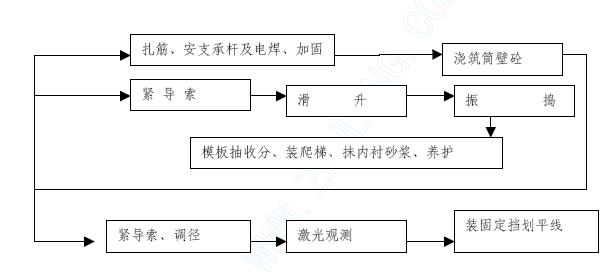 扎筋、安支承杆及电焊、加固
浇筑筒壁砼
紧 导 索
滑 升
振 捣
模板抽收分、装爬梯、抹内衬砂浆、养护
紧导索、调径
激光观测
装固定挡划平线